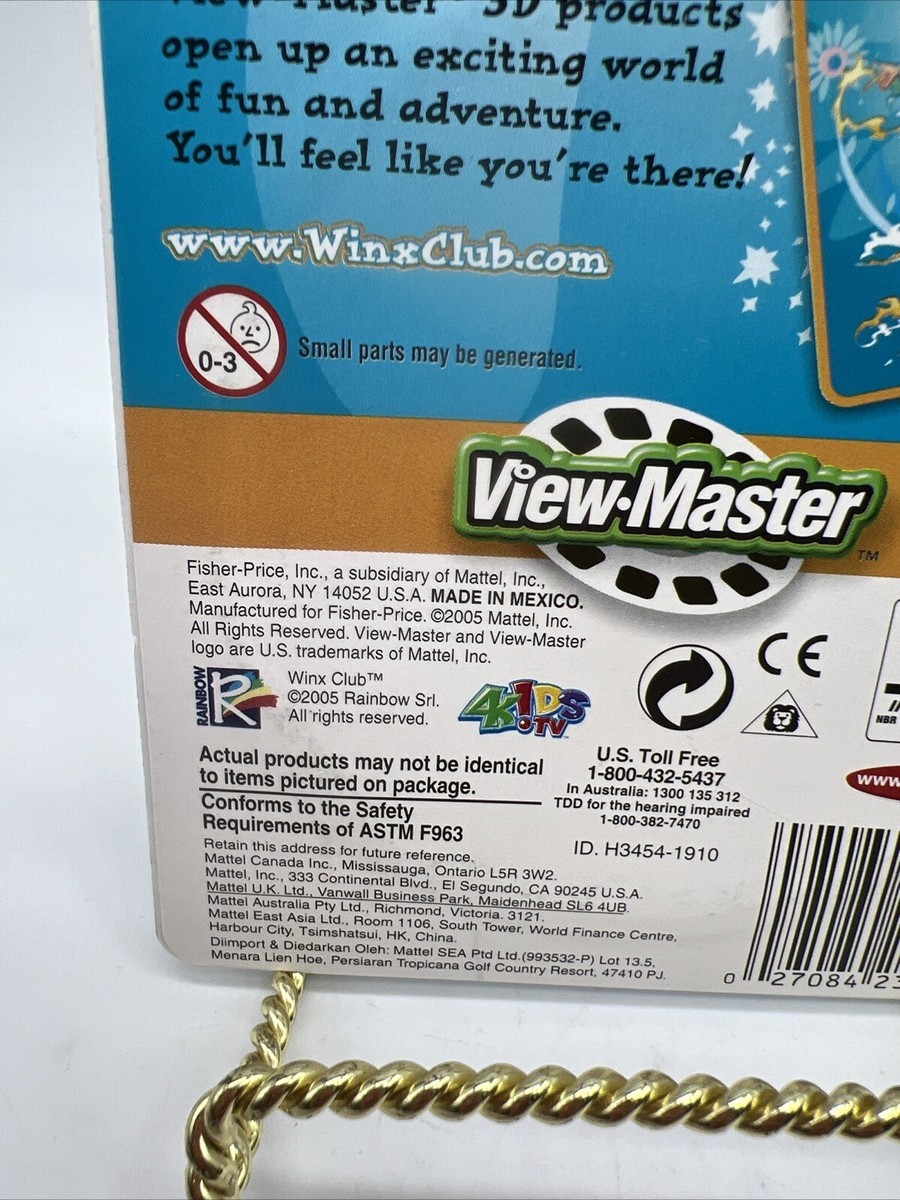 View-Master 3D products
open up an exciting world
of fun and adventure.
You'll feel like you're there!
www.WinxClub.com
0-3
Small parts may be generated.
View-Master
TM
Fisher-Price, Inc., a subsidiary of Mattel, Inc.,
East Aurora, NY 14052 U.S.A. MADE IN MEXICO.
Manufactured for Fisher-Price. ©2005 Mattel, Inc.
All Rights Reserved. View-Master and View-Master
logo are U.S. trademarks of Mattel, Inc.
CE
RAINBOW
R
Winx Club™
©2005 Rainbow Srl.
All rights reserved.
4KIDS
.TV
NBR
www
Actual products may not be identical
to items pictured on package.
Conforms to the Safety
Requirements of ASTM F963
U.S. Toll Free
1-800-432-5437
In Australia: 1300 135 312
TDD for the hearing impaired
1-800-382-7470
ID. H3454-1910
Retain this address for future reference.
Mattel Canada Inc., Mississauga, Ontario L5R 3W2.
Mattel, Inc., 333 Continental Blvd., El Segundo, CA 90245 U.S.A.
Mattel U.K. Ltd., Vanwall Business Park, Maidenhead SL6 4UB.
Mattel Australia Pty Ltd., Richmond, Victoria. 3121.
Mattel East Asia Ltd., Room 1106, South Tower, World Finance Centre,
Harbour City, Tsimshatsui, HK, China.
Diimport & Diedarkan Oleh: Mattel SEA Ptd Ltd.(993532-P) Lot 13.5,
Menara Lien Hoe, Persiaran Tropicana Golf Country Resort, 47410 PJ.
0 27084 23